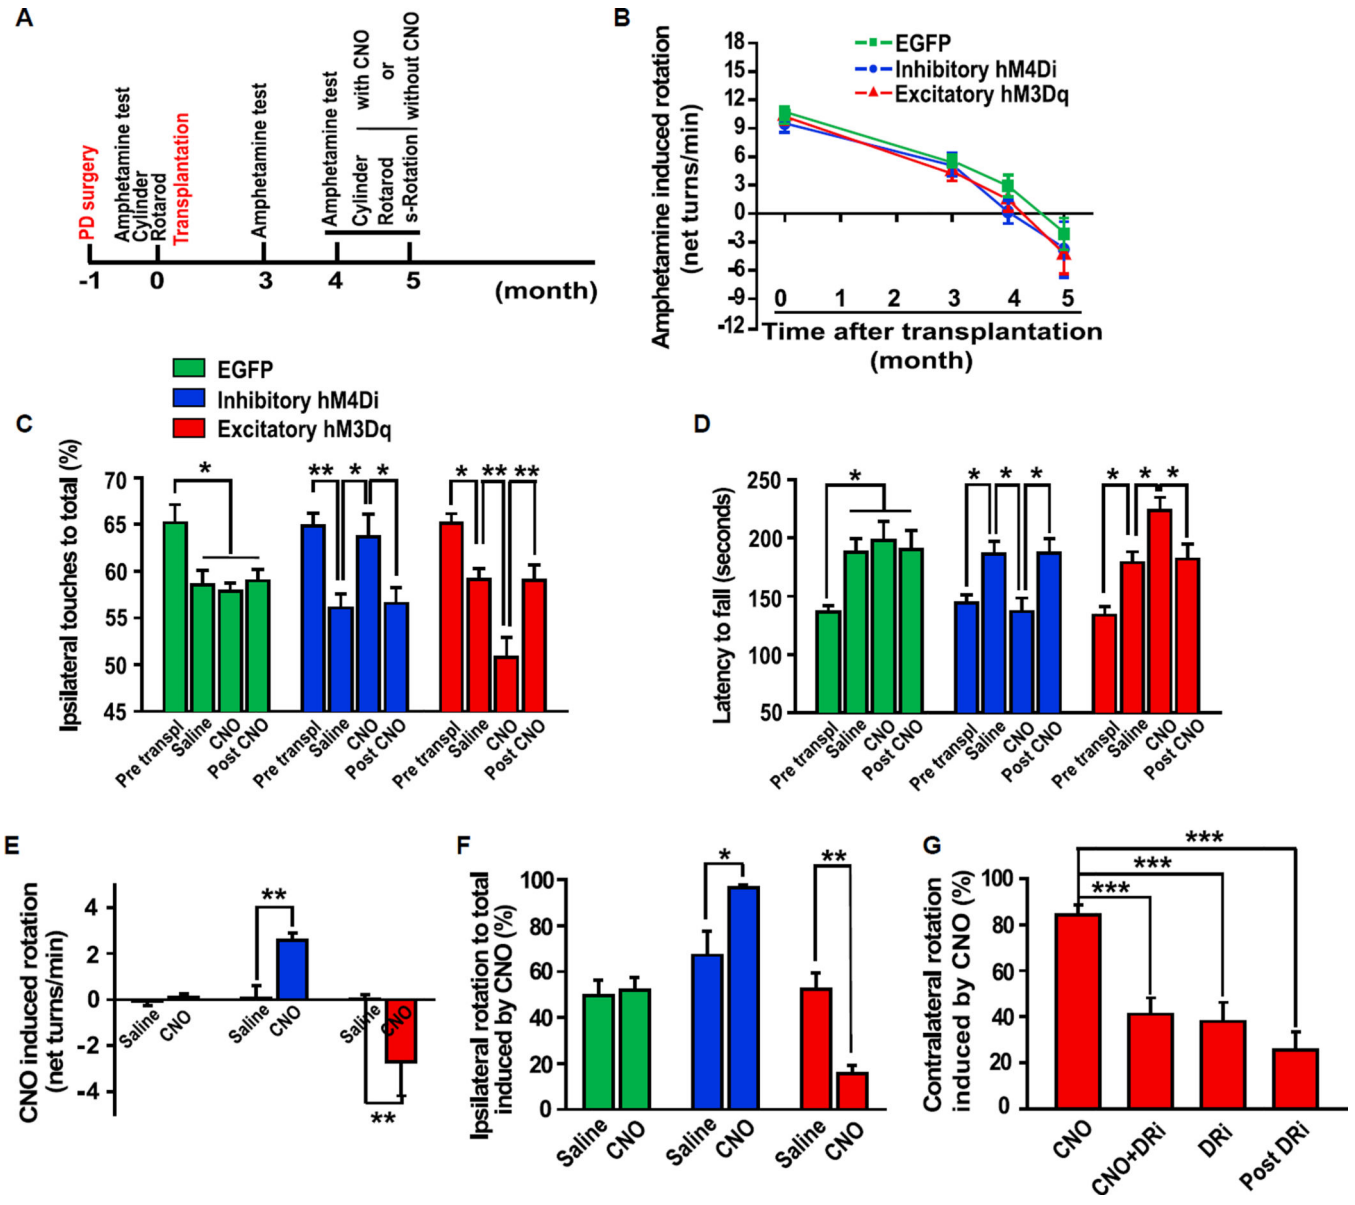 A
PD surgery
Amphetamine test
Cylinder
Rotarod
Transplantation
Amphetamine test
Amphetamine test
Cylinder
Rotarod
s-Rotation
with CNO
or
without CNO
-1 0 3 4 5
(month)
B
Amphetamine induced rotation
(net turns/min)
18
15
12
9
6
3
0
-3
-6
-9
-12
EGFP
Inhibitory hM4Di
Excitatory hM3Dq
0 1 2 3 4 5
Time after transplantation
(month)
EGFP
Inhibitory hM4Di
Excitatory hM3Dq
C
Ipsilateral touches to total (%)
70
65
60
55
50
45
* ** * * * ** **
Pre transpl Saline CNO Post CNO Pre transpl Saline CNO Post CNO Pre transpl Saline CNO Post CNO
D
Latency to fall (seconds)
250
200
150
100
50
* * * * * * *
Pre transpl Saline CNO Post CNO Pre transpl Saline CNO Post CNO Pre transpl Saline CNO Post CNO
E
CNO induced rotation
(net turns/min)
4
2
0
-2
-4
**
Saline CNO Saline CNO Saline CNO
**
F
Ipsilateral rotation to total
induced by CNO (%)
100
80
60
40
20
0
* **
Saline CNO Saline CNO Saline CNO
G
Contralateral rotation
induced by CNO (%)
100
80
60
40
20
0
***
***
***
CNO CNO+DRi DRi Post DRi